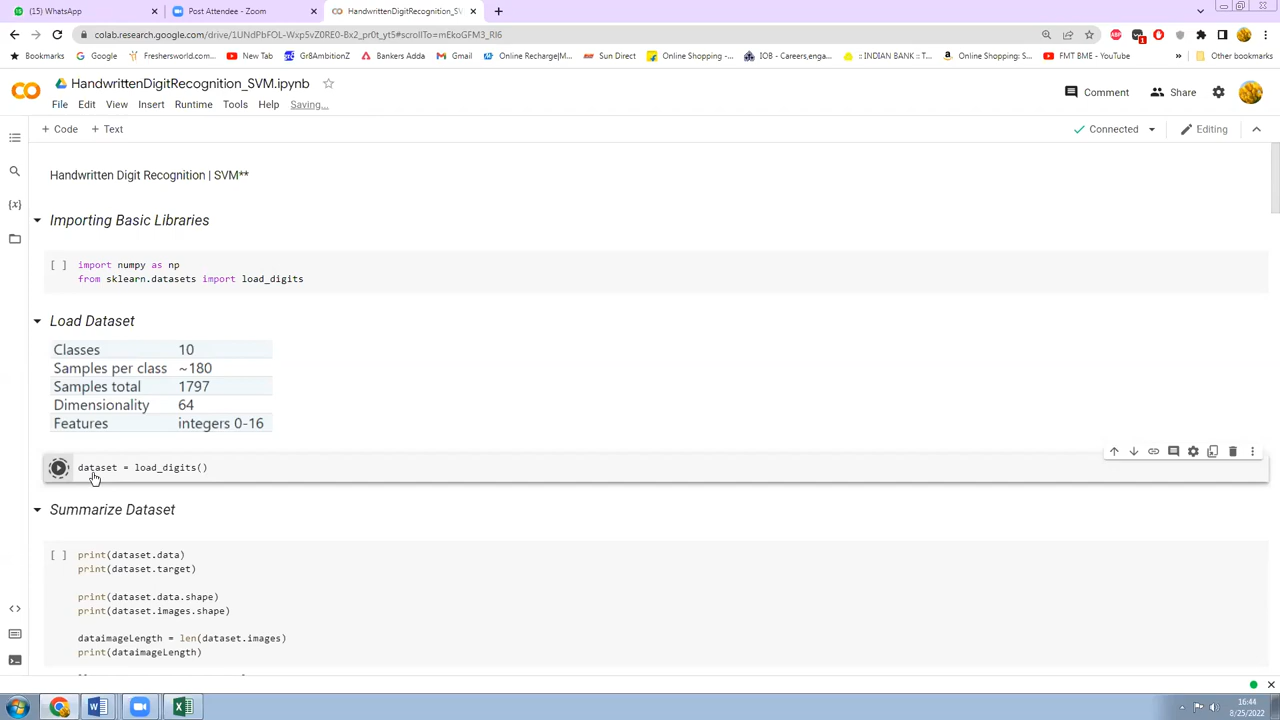 (15) WhatsApp
Post Attendee - Zoom
HandwrittenDigitRecognition_SV
colab.research.google.com/drive/1UNdPbFOL-Wxp5vZ0RE0-Bx2_pr0t_yt5#scrollTo=mEkoGFM3_RI6
Bookmarks
Google
Freshersworld.com...
New Tab
Gr8AmbitionZ
Bankers Adda
Gmail
Online Recharge|M...
Sun Direct
Online Shopping -...
IOB - Careers,enga...
:: INDIAN BANK :: T...
Online Shopping: S...
FMT BME - YouTube
»
Other bookmarks
HandwrittenDigitRecognition_SVM.ipynb
File Edit View Insert Runtime Tools Help Saving...
Comment
Share
+ Code + Text
Connected
Editing
Handwritten Digit Recognition | SVM**
Importing Basic Libraries
[ ] import numpy as np
from sklearn.datasets import load_digits
Load Dataset
Classes 10
Samples per class ~180
Samples total 1797
Dimensionality 64
Features integers 0-16
dataset = load_digits()
Summarize Dataset
[ ] print(dataset.data)
print(dataset.target)
print(dataset.data.shape)
print(dataset.images.shape)
dataimageLength = len(dataset.images)
print(dataimageLength)
16:44
8/25/2022